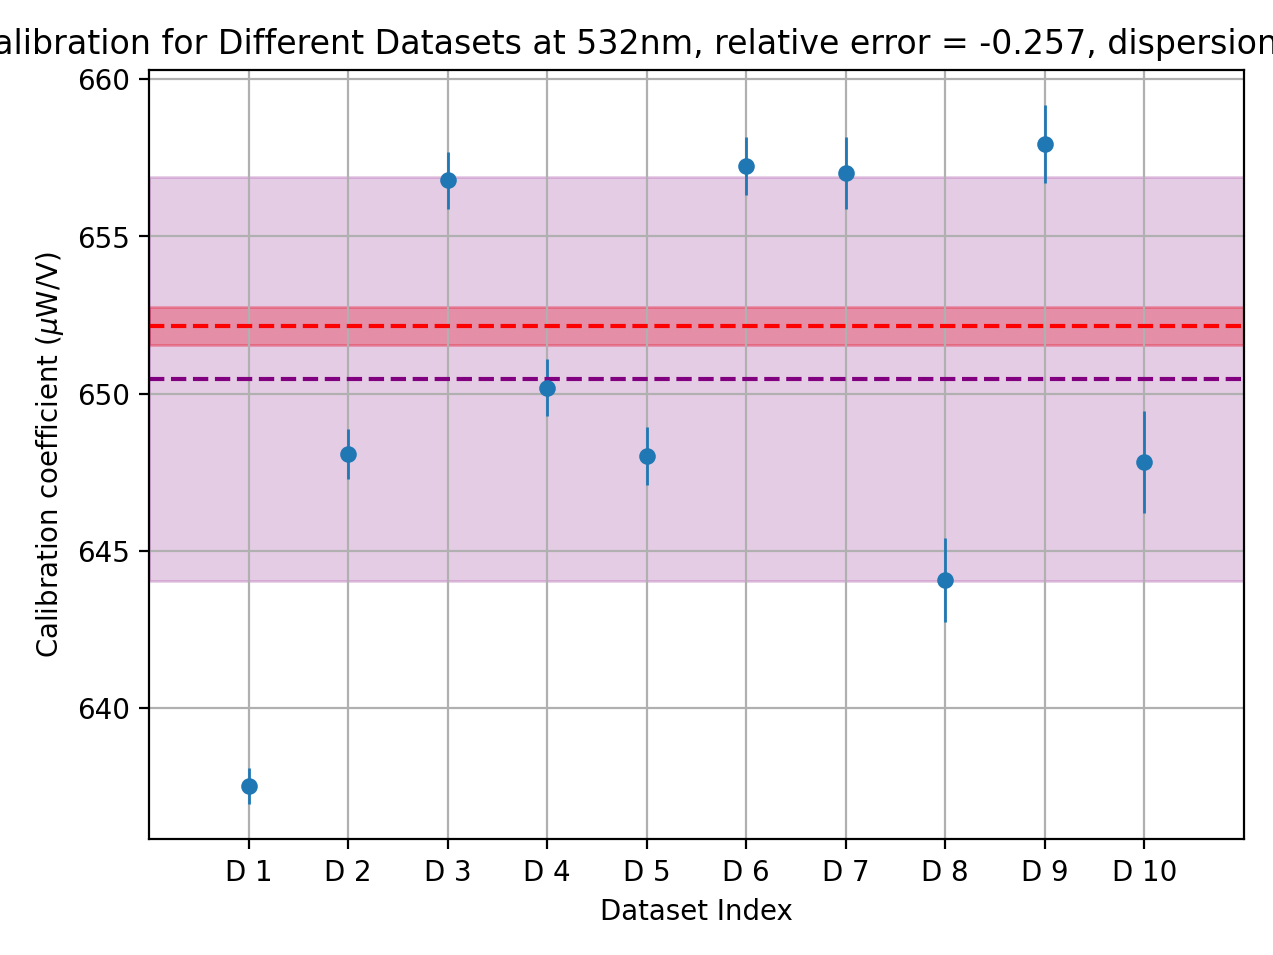 alibration for Different Datasets at 532nm, relative error = -0.257, dispersion
660
655
650
645
640
Calibration coefficient (μW/V)
D 1 D 2 D 3 D 4 D 5 D 6 D 7 D 8 D 9 D 10
Dataset Index